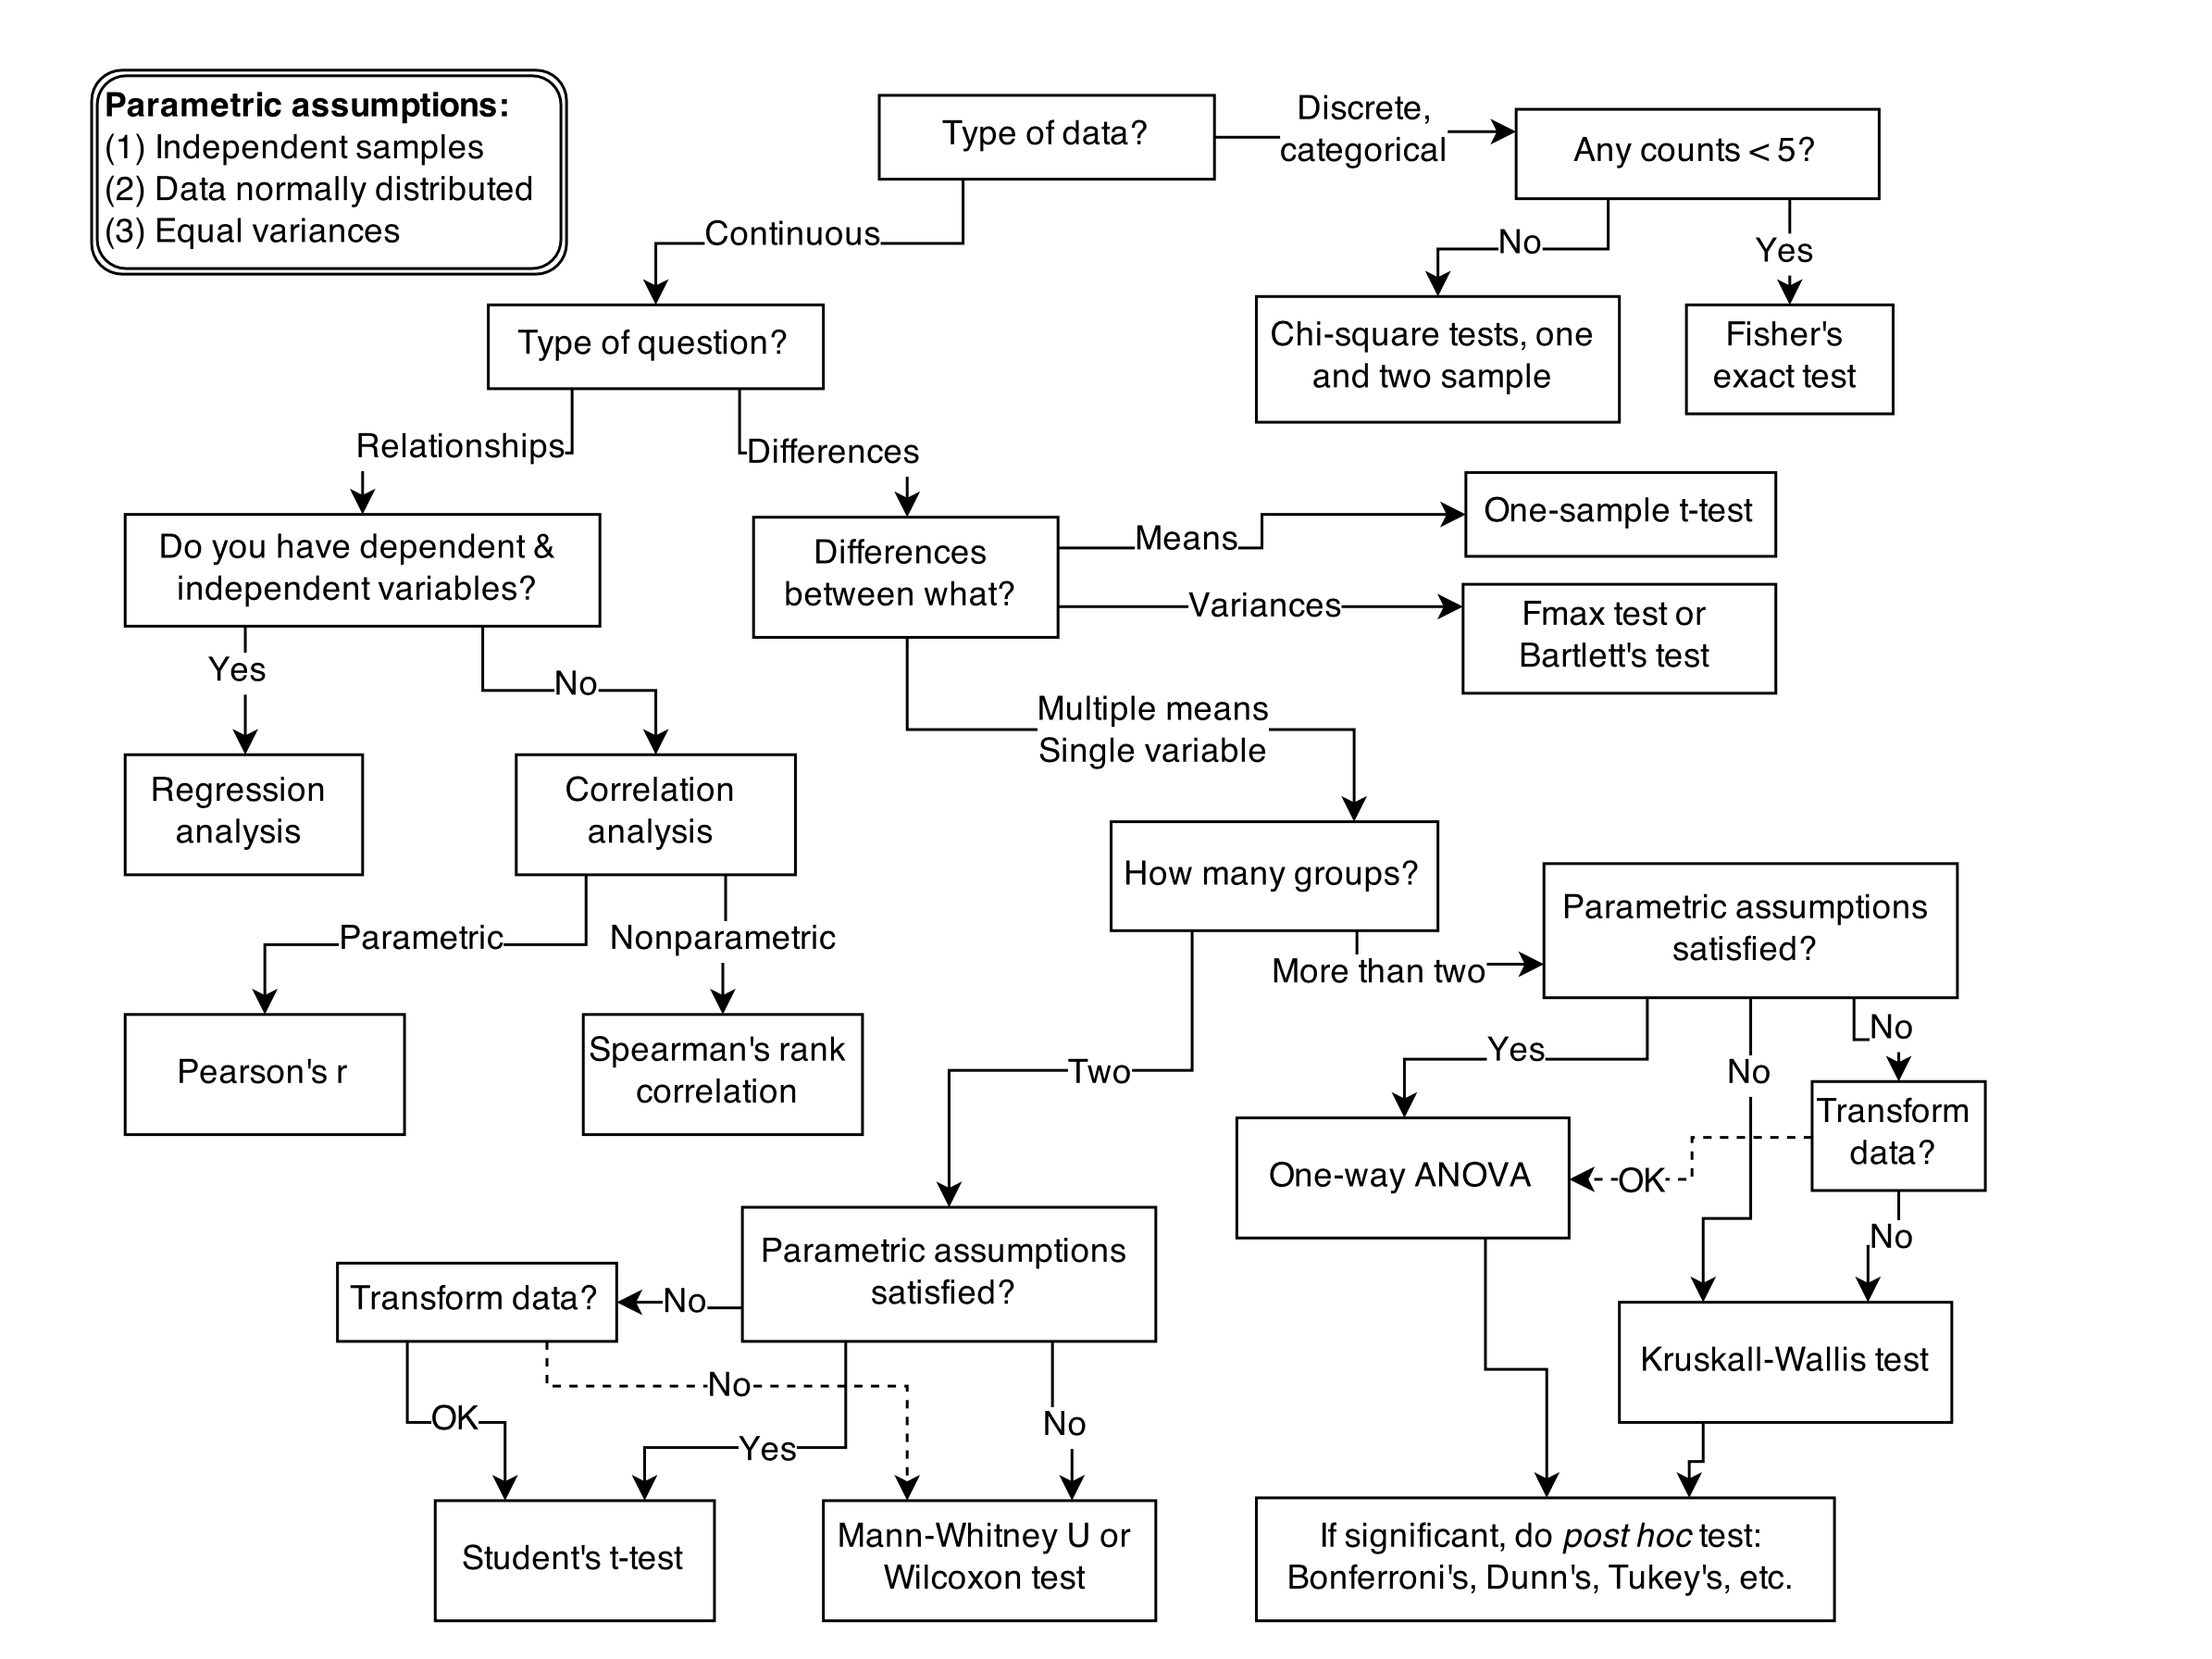 Parametric assumptions:
(1) Independent samples
(2) Data normally distributed
(3) Equal variances
Type of data?
Discrete,
categorical
Any counts < 5?
Continuous
No
Yes
Type of question?
Chi-square tests, one
and two sample
Fisher's
exact test
Relationships
Differences
Do you have dependent &
independent variables?
Differences
between what?
Means
One-sample t-test
Variances
Fmax test or
Bartlett's test
Yes
No
Multiple means
Single variable
Regression
analysis
Correlation
analysis
How many groups?
Parametric assumptions
satisfied?
Parametric
Nonparametric
More than two
Pearson's r
Spearman's rank
correlation
Two
Yes
No
No
Transform
data?
One-way ANOVA
OK
No
Parametric assumptions
satisfied?
Transform data?
No
Kruskall-Wallis test
No
OK
Yes
No
Student's t-test
Mann-Whitney U or
Wilcoxon test
If significant, do post hoc test:
Bonferroni's, Dunn's, Tukey's, etc.